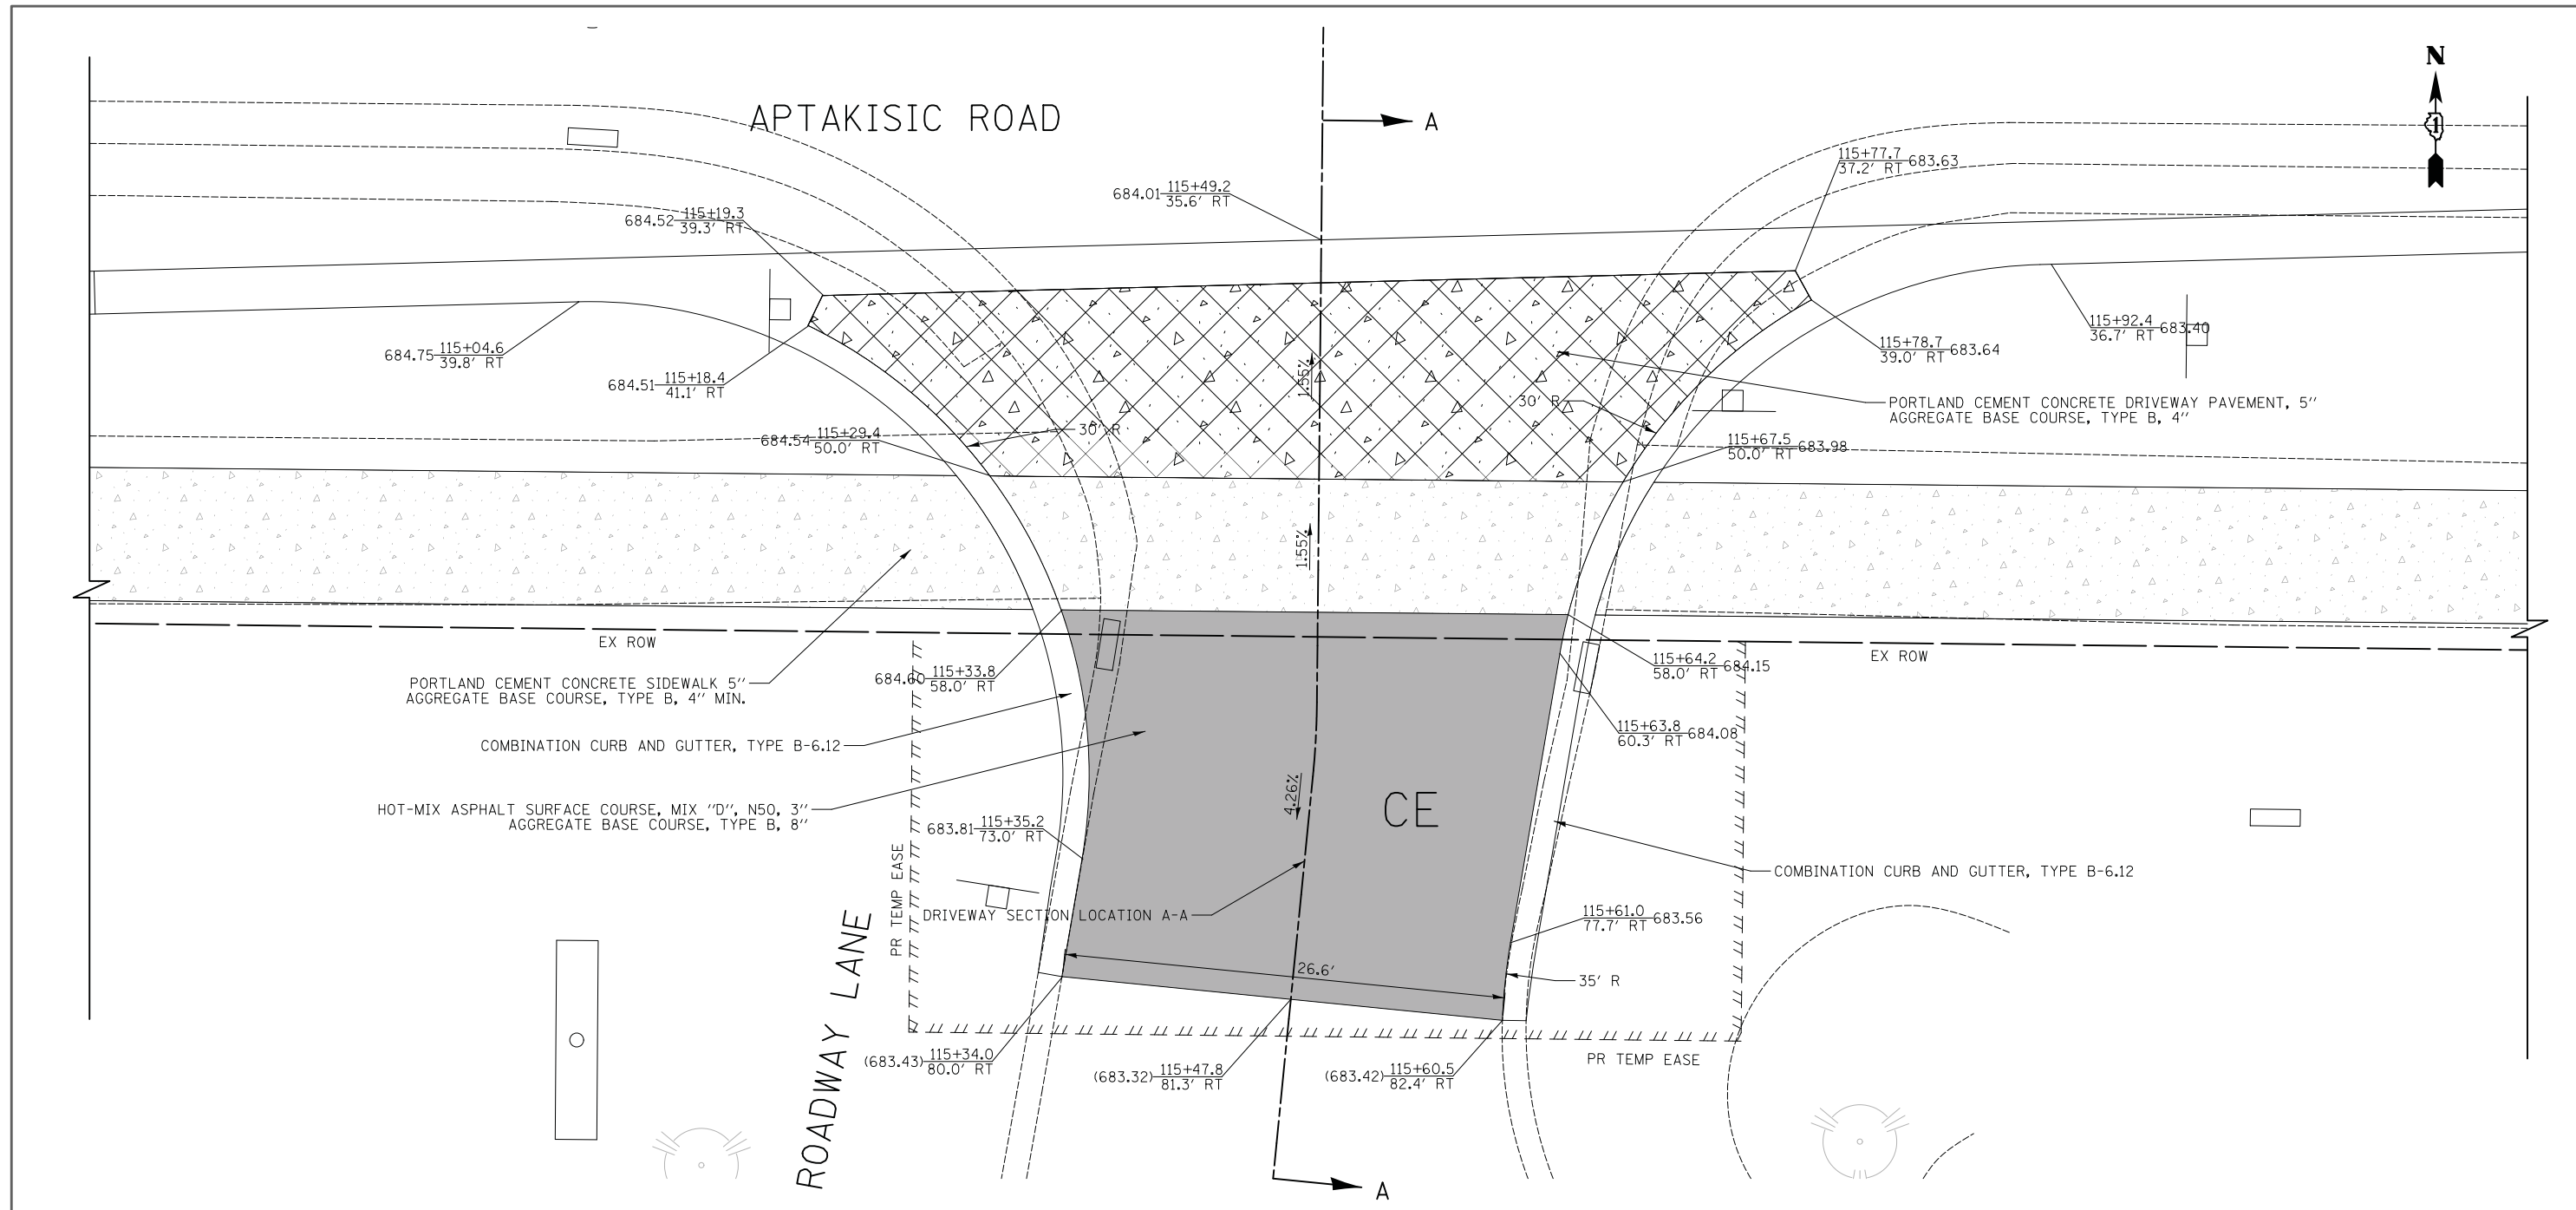 N
1
APTAKISIC ROAD
A
115+77.7
37.2' RT
683.63
684.01
115+49.2
35.6' RT
684.52
115+19.3
39.3' RT
115+92.4
36.7' RT
683.40
115+78.7
39.0' RT
683.64
684.75
115+04.6
39.8' RT
684.51
115+18.4
41.1' RT
1.55%
30' R
30' R
PORTLAND CEMENT CONCRETE DRIVEWAY PAVEMENT, 5"
AGGREGATE BASE COURSE, TYPE B, 4"
684.54
115+29.4
50.0' RT
115+67.5
50.0' RT
683.98
1.55%
EX ROW
EX ROW
684.60
115+33.8
58.0' RT
115+64.2
58.0' RT
684.15
PORTLAND CEMENT CONCRETE SIDEWALK 5"
AGGREGATE BASE COURSE, TYPE B, 4" MIN.
115+63.8
60.3' RT
684.08
COMBINATION CURB AND GUTTER, TYPE B-6.12
HOT-MIX ASPHALT SURFACE COURSE, MIX "D", N50, 3"
AGGREGATE BASE COURSE, TYPE B, 8"
4.26%
CE
683.81
115+35.2
73.0' RT
COMBINATION CURB AND GUTTER, TYPE B-6.12
PR TEMP EASE
DRIVEWAY SECTION LOCATION A-A
115+61.0
77.7' RT
683.56
26.6'
35' R
ROADWAY LANE
(683.43)
115+34.0
80.0' RT
(683.32)
115+47.8
81.3' RT
(683.42)
115+60.5
82.4' RT
PR TEMP EASE
A